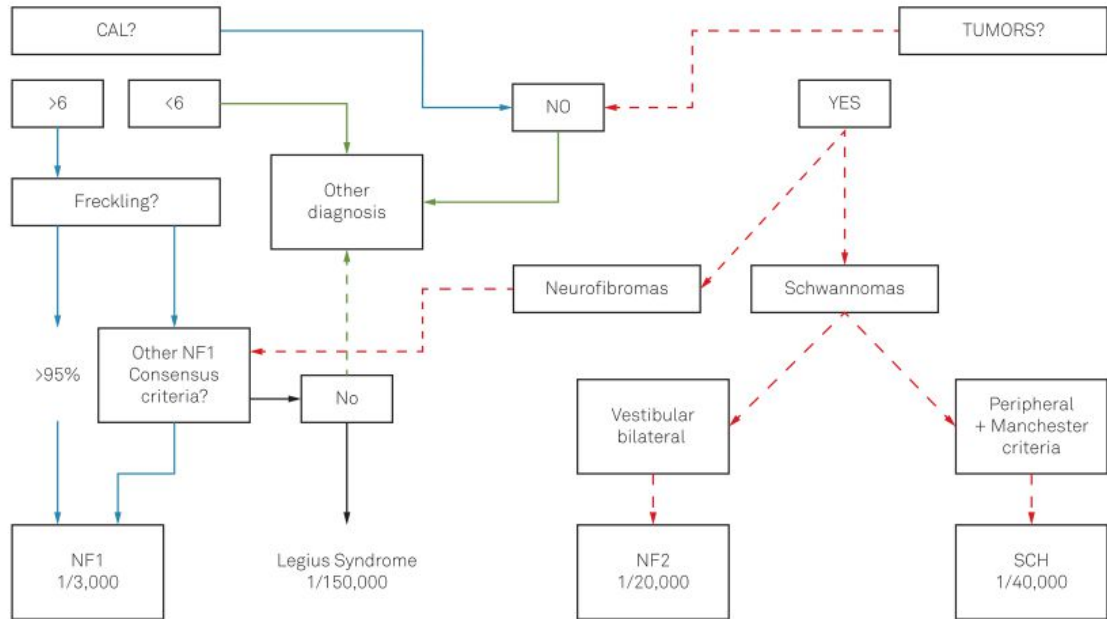 CAL?
TUMORS?
>6
<6
NO
YES
Freckling?
Other
diagnosis
Neurofibromas
Schwannomas
>95%
Other NF1
Consensus
criteria?
No
Vestibular
bilateral
Peripheral
+ Manchester
criteria
NF1
1/3,000
Legius Syndrome
1/150,000
NF2
1/20,000
SCH
1/40,000